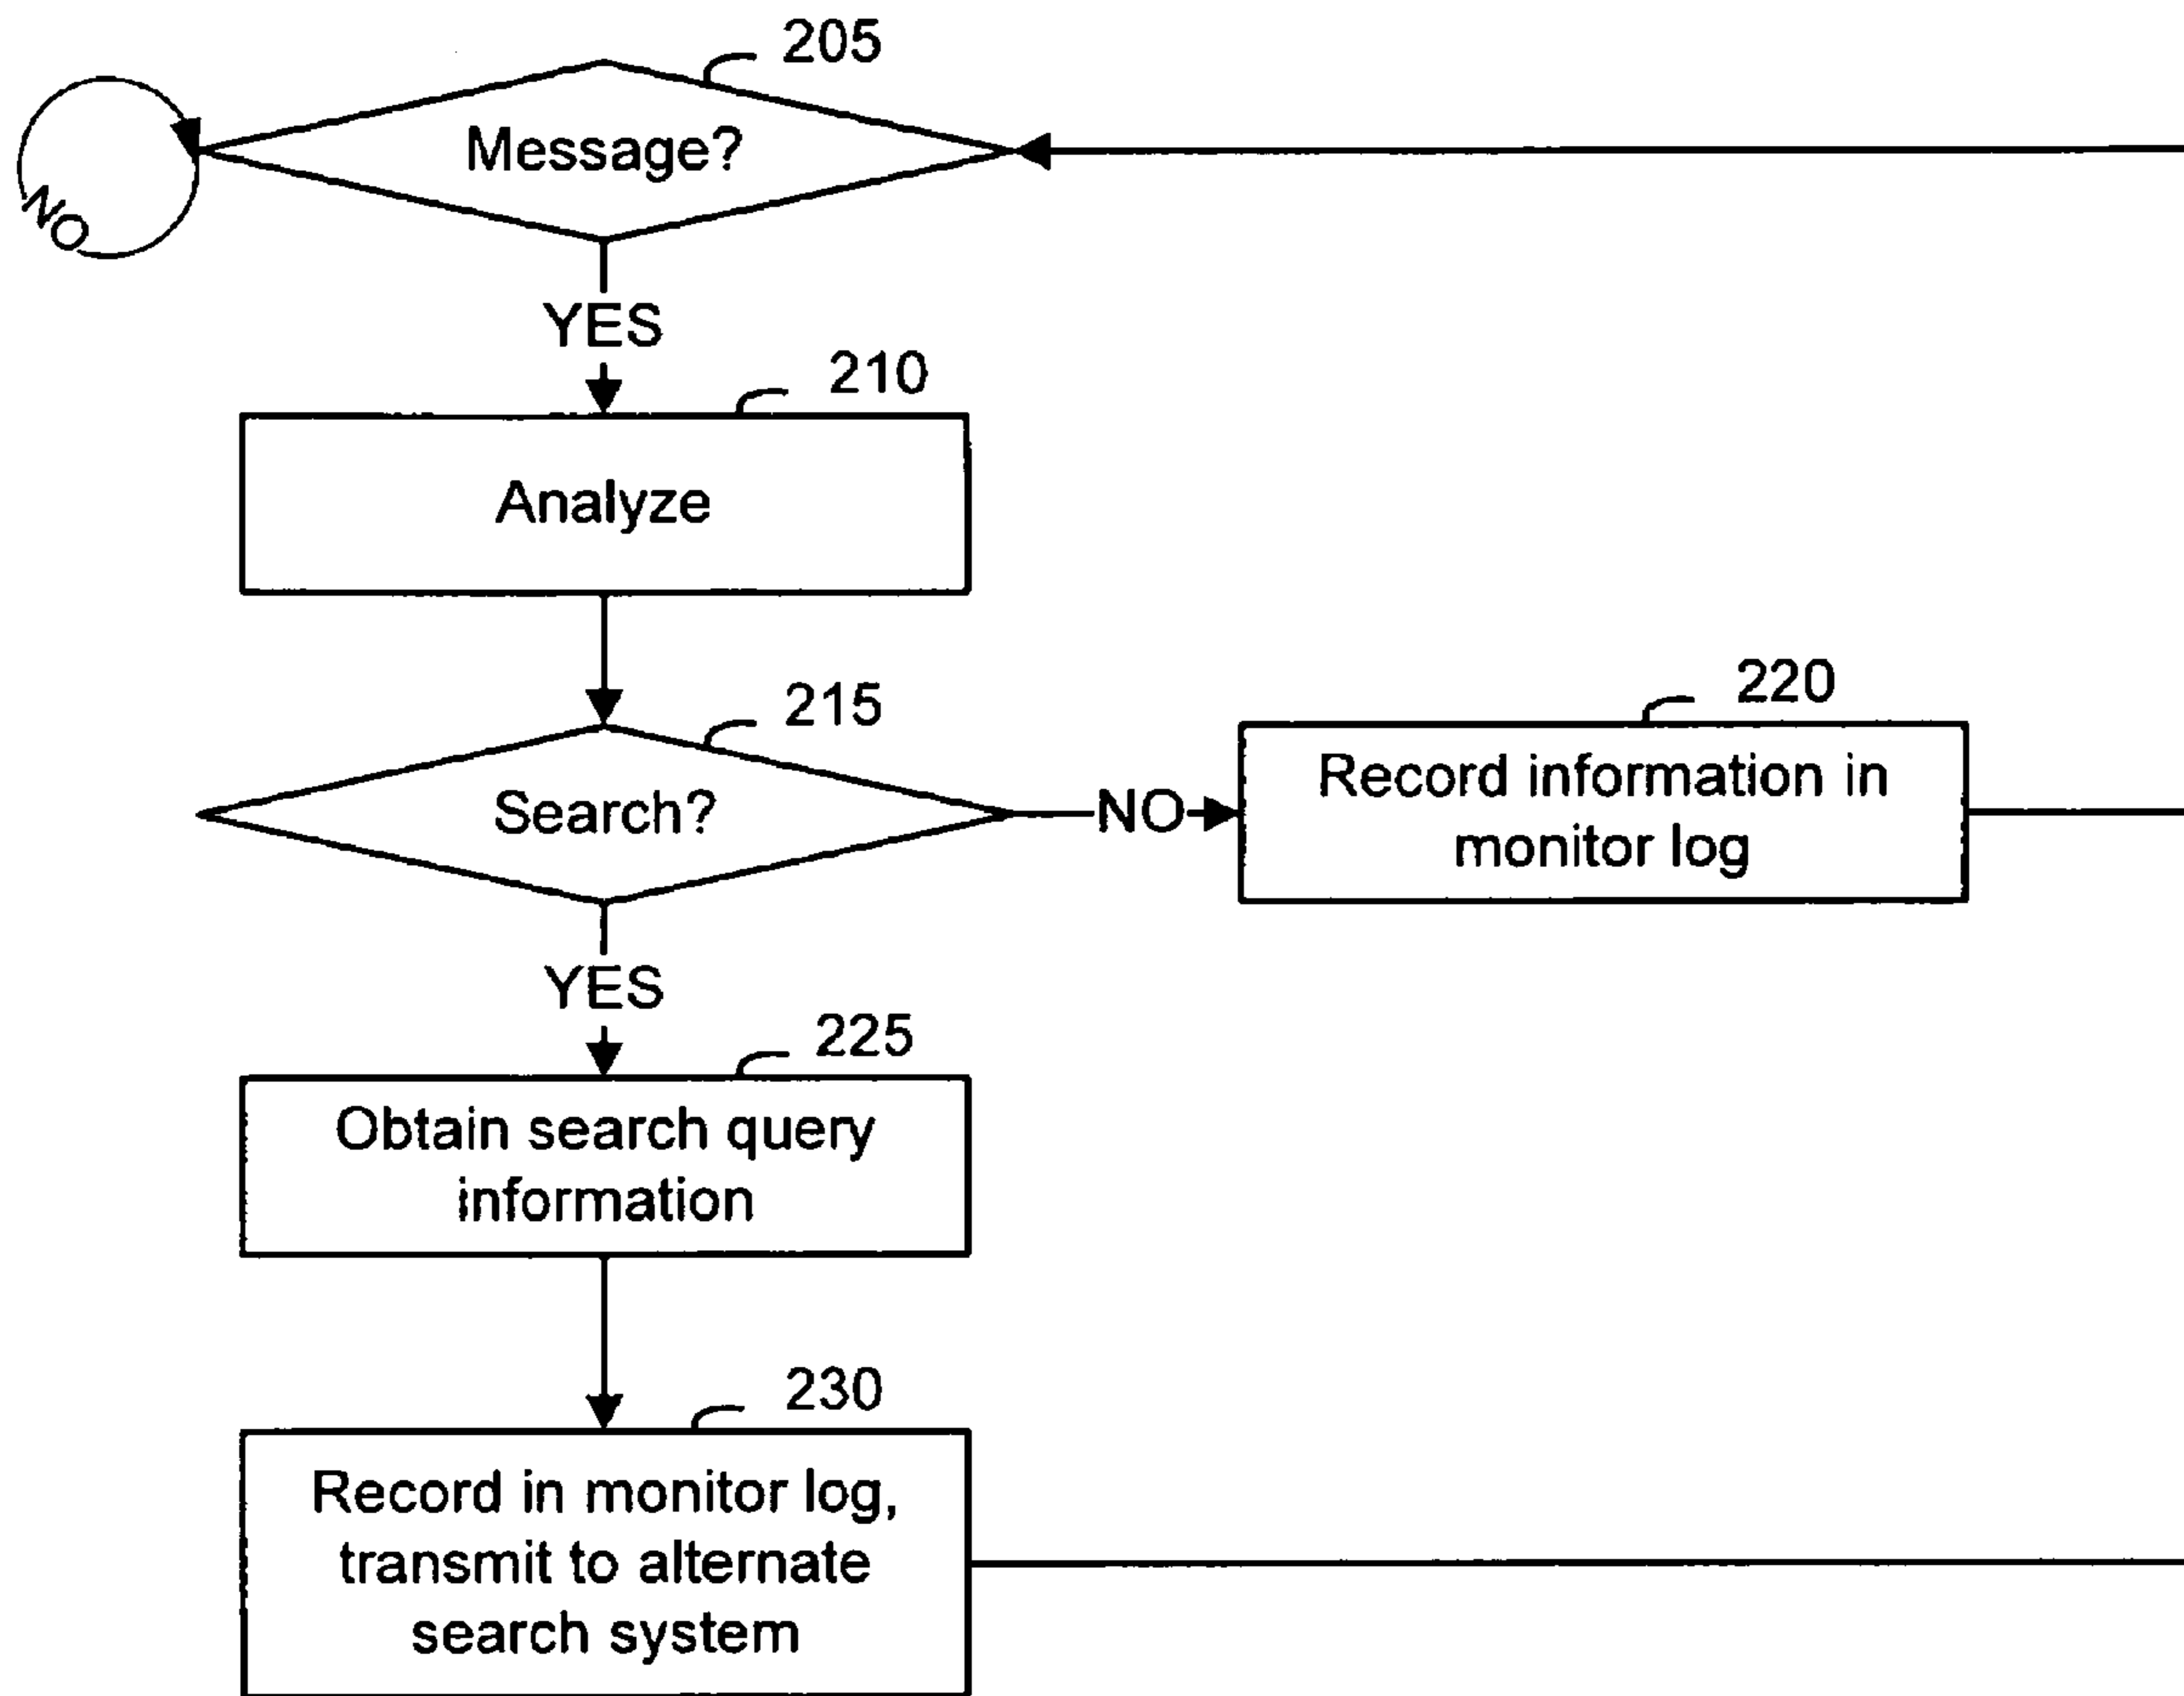 205
Message?
NO
YES
210
Analyze
215
Search?
NO
220
Record information in
monitor log
YES
225
Obtain search query
information
230
Record in monitor log,
transmit to alternate
search system